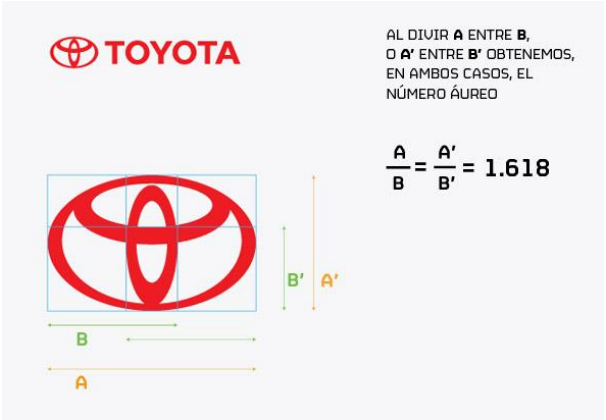 TOYOTA
AL DIVIR A ENTRE B,
O A' ENTRE B' OBTENEMOS,
EN AMBOS CASOS, EL
NÚMERO ÁUREO
A/B = A'/B' = 1.618
B' A'
B
A